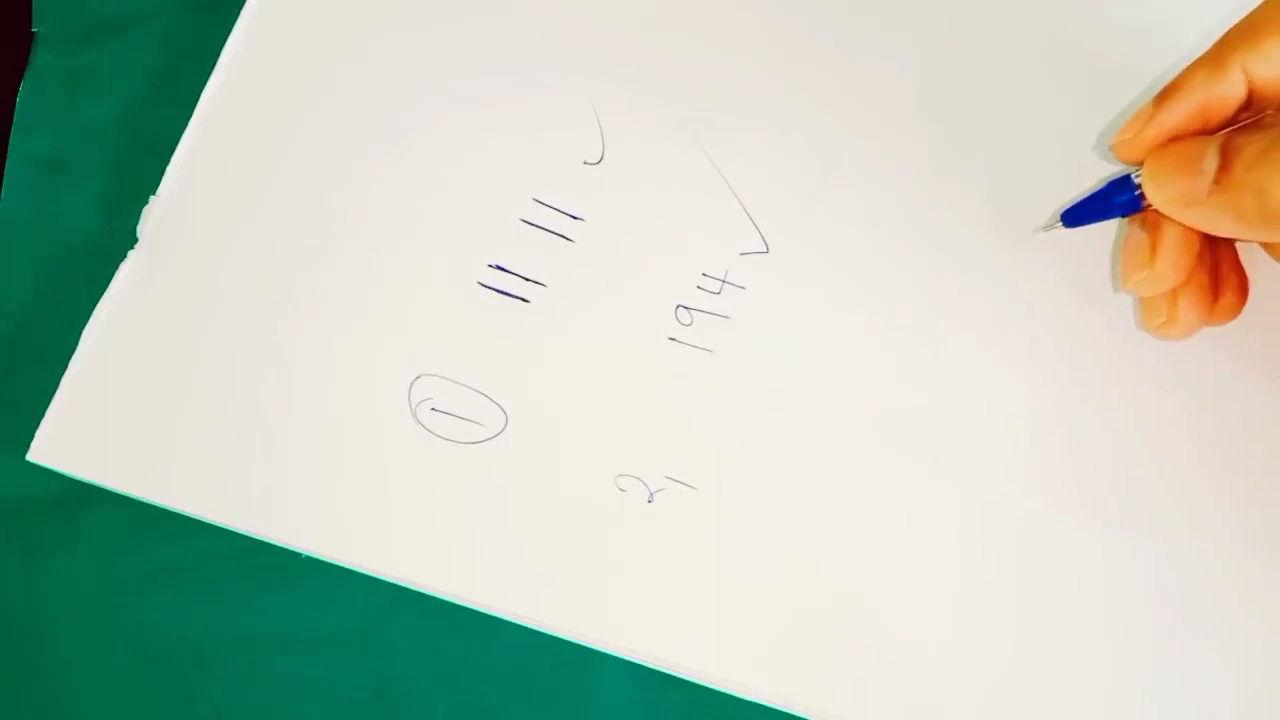 ① 11 11 ✓
2, 194 ✓